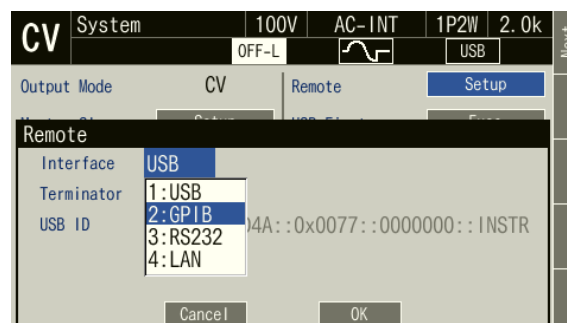 CV System 100V AC-INT 1P2W 2.0k
OFF-L USB
Output Mode CV Remote Setup
Remote
Interface USB
Terminator 1:USB
2:GPIB
USB ID 04A::0x0077::0000000::INSTR
3:RS232
4:LAN
Cancel OK
Next